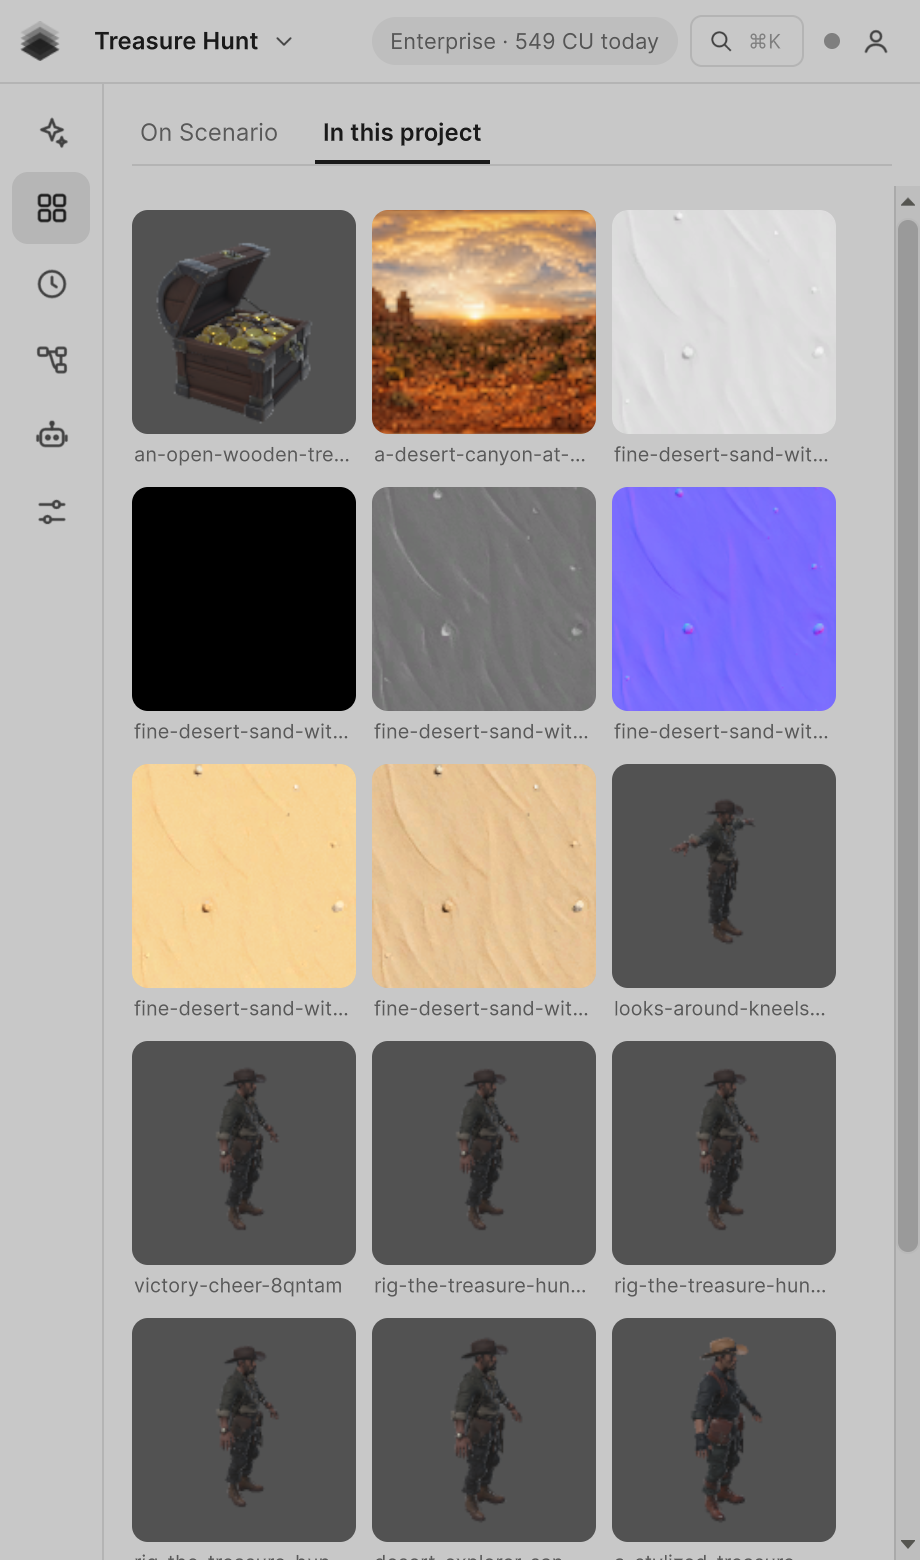 Treasure Hunt
Enterprise · 549 CU today
⌘K
On Scenario
In this project
an-open-wooden-tre...
a-desert-canyon-at-...
fine-desert-sand-wit...
fine-desert-sand-wit...
fine-desert-sand-wit...
fine-desert-sand-wit...
fine-desert-sand-wit...
fine-desert-sand-wit...
looks-around-kneels...
victory-cheer-8qntam
rig-the-treasure-hun...
rig-the-treasure-hun...